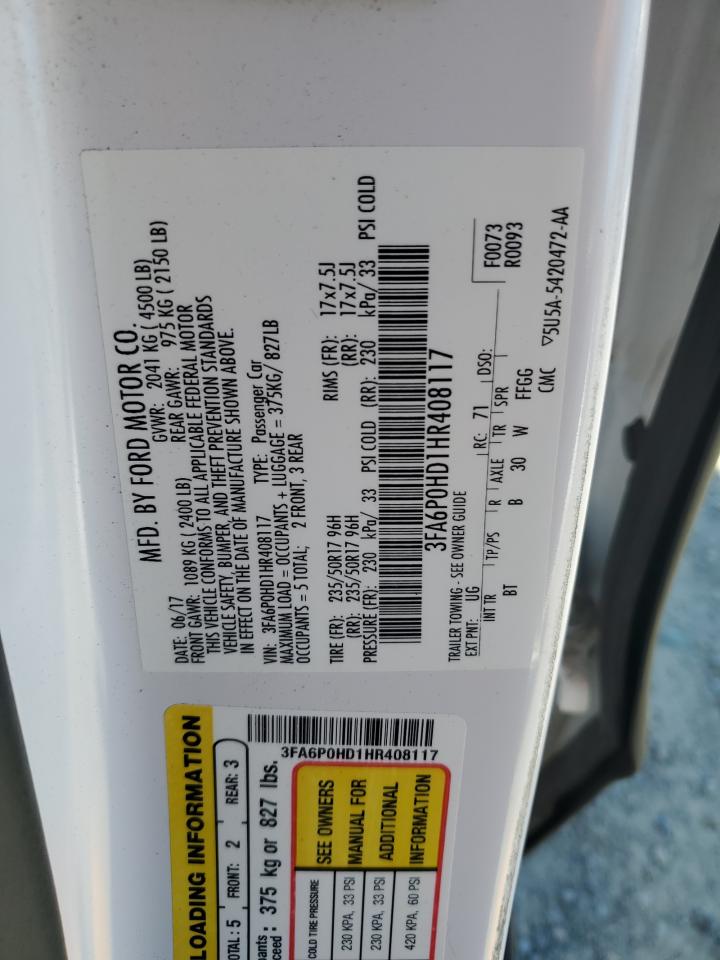 MFD. BY FORD MOTOR CO.
DATE: 06/17 GVWR: 2041 KG ( 4500 LB)
FRONT GAWR: 1089 KG ( 2400 LB) REAR GAWR: 975 KG ( 2150 LB)
THIS VEHICLE CONFORMS TO ALL APPLICABLE FEDERAL MOTOR
VEHICLE SAFETY, BUMPER, AND THEFT PREVENTION STANDARDS
IN EFFECT ON THE DATE OF MANUFACTURE SHOWN ABOVE.
VIN: 3FA6P0HD1HR408117 TYPE: Passenger Car
MAXIMUM LOAD = OCCUPANTS + LUGGAGE = 375KG/ 827LB
OCCUPANTS = 5 TOTAL; 2 FRONT, 3 REAR
TIRE (FR): 235/50R17 96H RIMS (FR): 17x7.5J
(RR): 235/50R17 96H (RR): 17x7.5J
PRESSURE (FR): 230 kPa/ 33 PSI COLD (RR): 230 kPa/ 33 PSI COLD
3FA6P0HD1HR408117
TRAILER TOWING - SEE OWNER GUIDE
F0073
R0093
EXT PNT: UG RC: 71 DSO:
INT TR TP/PS R AXLE TR SPR
BT B 30 W FFGG
CMC ▽5U5A-5420472-AA
LOADING INFORMATION
OTAL: 5 FRONT: 2 REAR: 3
pants
xceed : 375 kg or 827 lbs.
3FA6P0HD1HR408117
COLD TIRE PRESSURE
230 KPA, 33 PSI
230 KPA, 33 PSI
420 KPA, 60 PSI
SEE OWNERS
MANUAL FOR
ADDITIONAL
INFORMATION